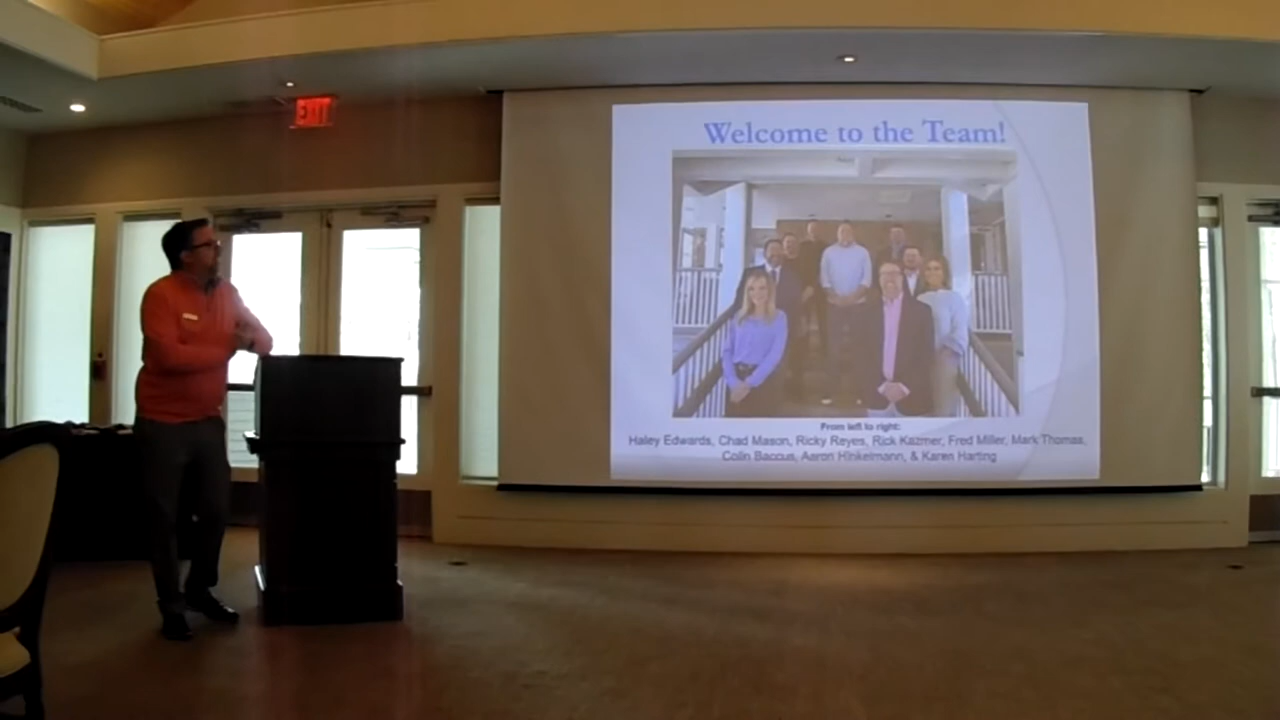 Welcome to the Team!
From left to right:
Haley Edwards, Chad Mason, Ricky Reyes, Rick Kazmer, Fred Miller, Mark Thomas,
Colin Baccus, Aaron Hinkelmann, & Karen Harting